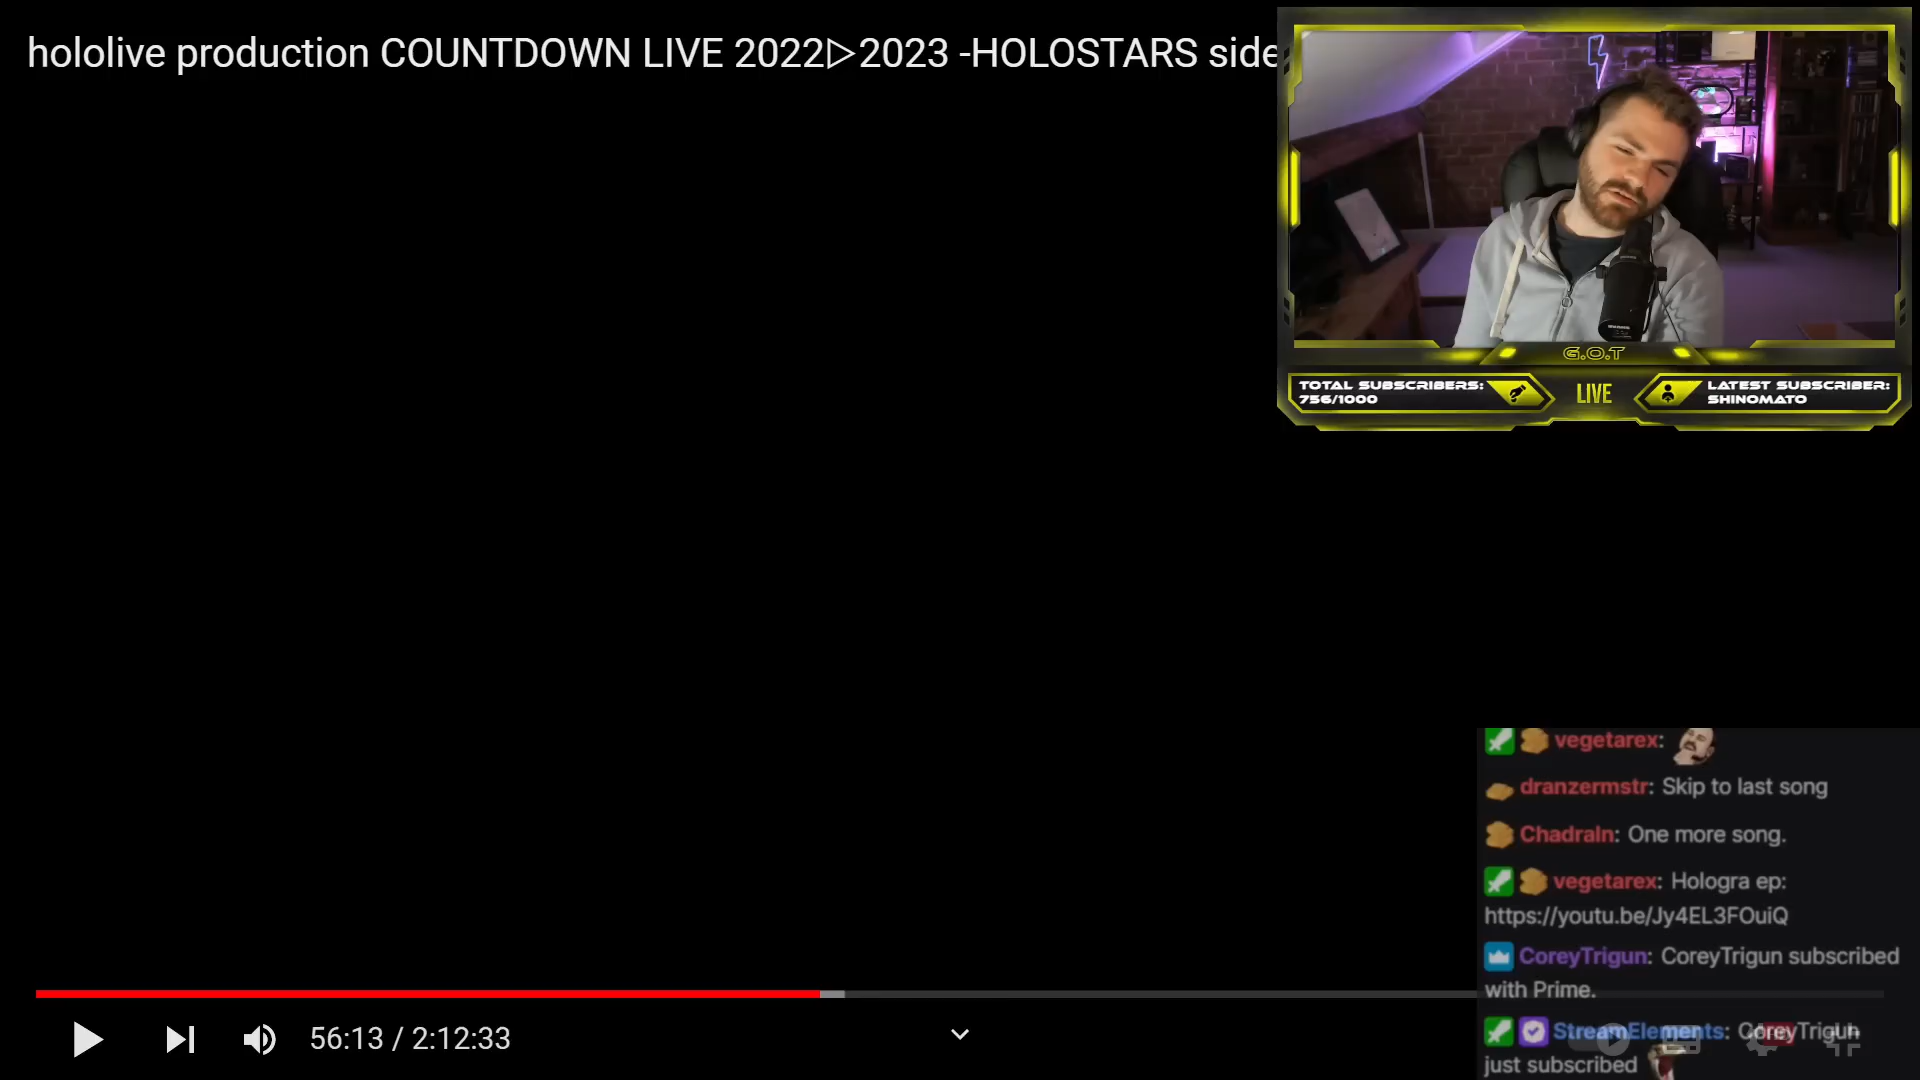 hololive production COUNTDOWN LIVE 2022▷2023 -HOLOSTARS side
G.O.T
TOTAL SUBSCRIBERS:
756/1000
LIVE
LATEST SUBSCRIBER:
SHINOMATO
vegetarex:
dranzermstr: Skip to last song
Chadraln: One more song.
vegetarex: Hologra ep:
https://youtu.be/Jy4EL3FOuiQ
CoreyTrigun: CoreyTrigun subscribed
with Prime.
StreamElements: CoreyTrigun
just subscribed
56:13 / 2:12:33